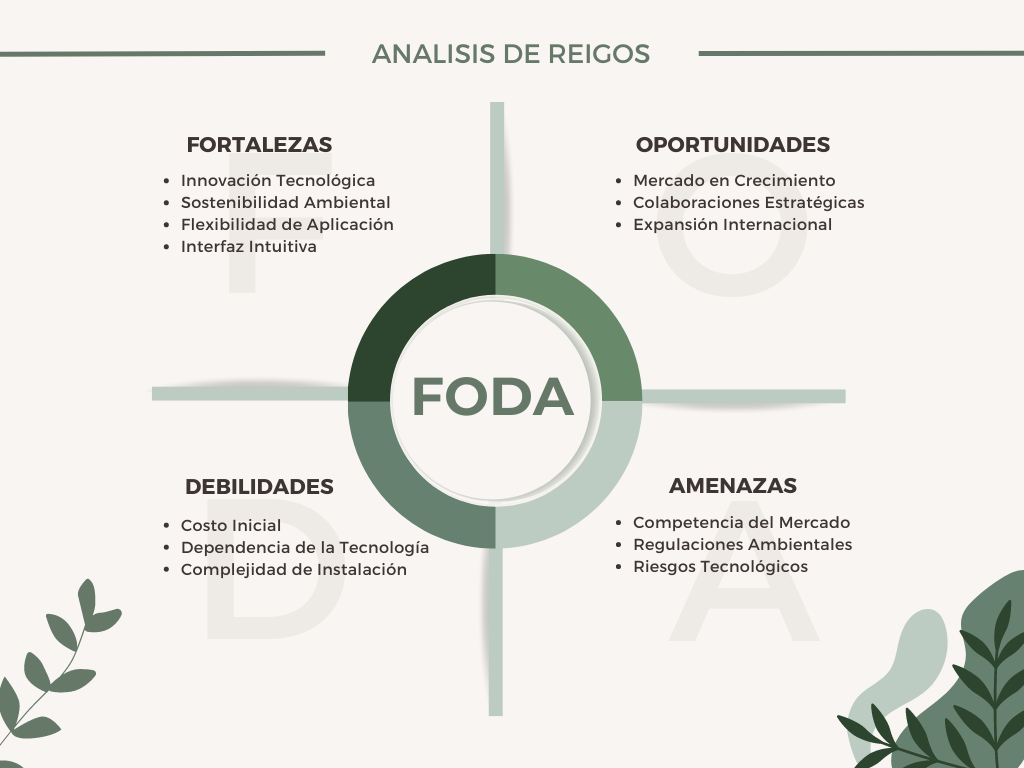 ANALISIS DE REIGOS
FORTALEZAS
• Innovación Tecnológica
• Sostenibilidad Ambiental
• Flexibilidad de Aplicación
• Interfaz Intuitiva
F
OPORTUNIDADES
• Mercado en Crecimiento
• Colaboraciones Estratégicas
• Expansión Internacional
O
FODA
DEBILIDADES
• Costo Inicial
• Dependencia de la Tecnología
• Complejidad de Instalación
D
AMENAZAS
• Competencia del Mercado
• Regulaciones Ambientales
• Riesgos Tecnológicos
A